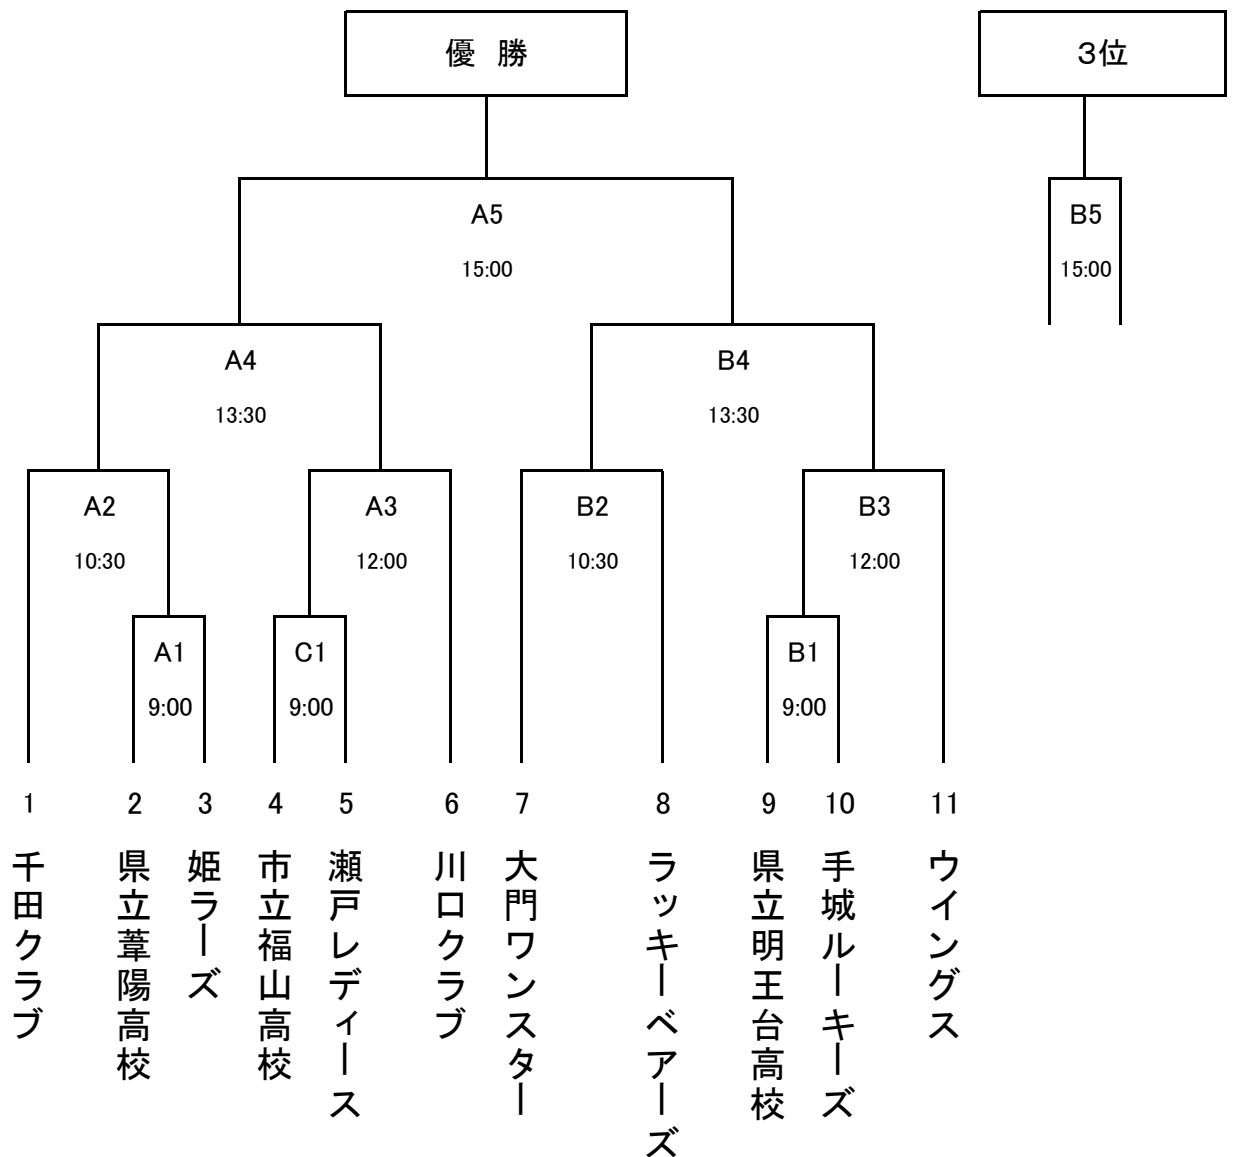 優　勝
３位
A5
15:00
B5
15:00
A4
13:30
B4
13:30
A2
10:30
A3
12:00
B2
10:30
B3
12:00
A1
9:00
C1
9:00
B1
9:00
1
2
3
4
5
6
7
8
9
10
11
千田クラブ
県立葦陽高校
姫ラーズ
市立福山高校
瀬戸レディース
川口クラブ
大門ワンスター
ラッキーベアーズ
県立明王台高校
手城ルーキーズ
ウイングス